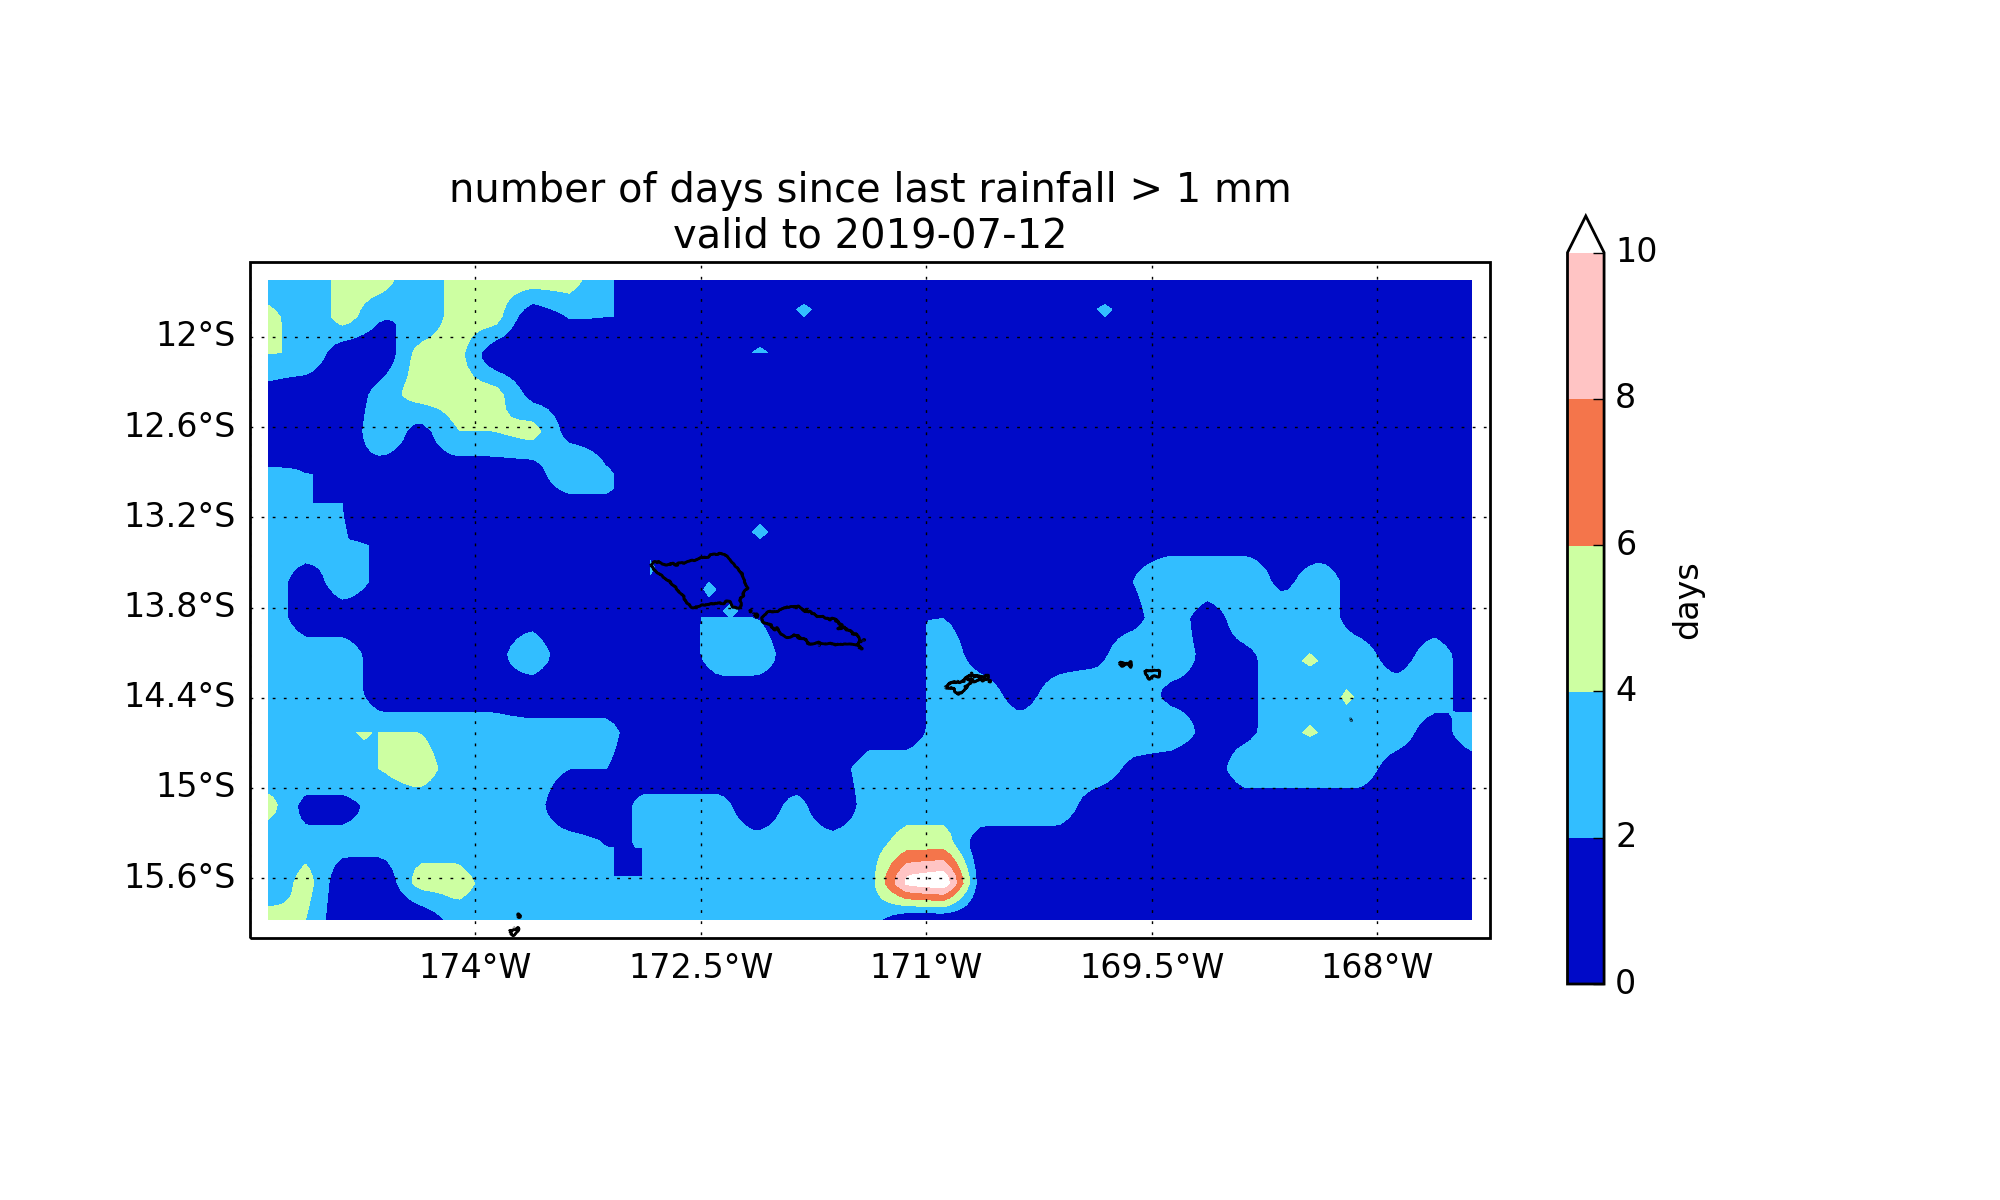 number of days since last rainfall > 1 mm
valid to 2019-07-12
12°S
12.6°S
13.2°S
13.8°S
14.4°S
15°S
15.6°S
174°W
172.5°W
171°W
169.5°W
168°W
10
8
6
4
2
0
days